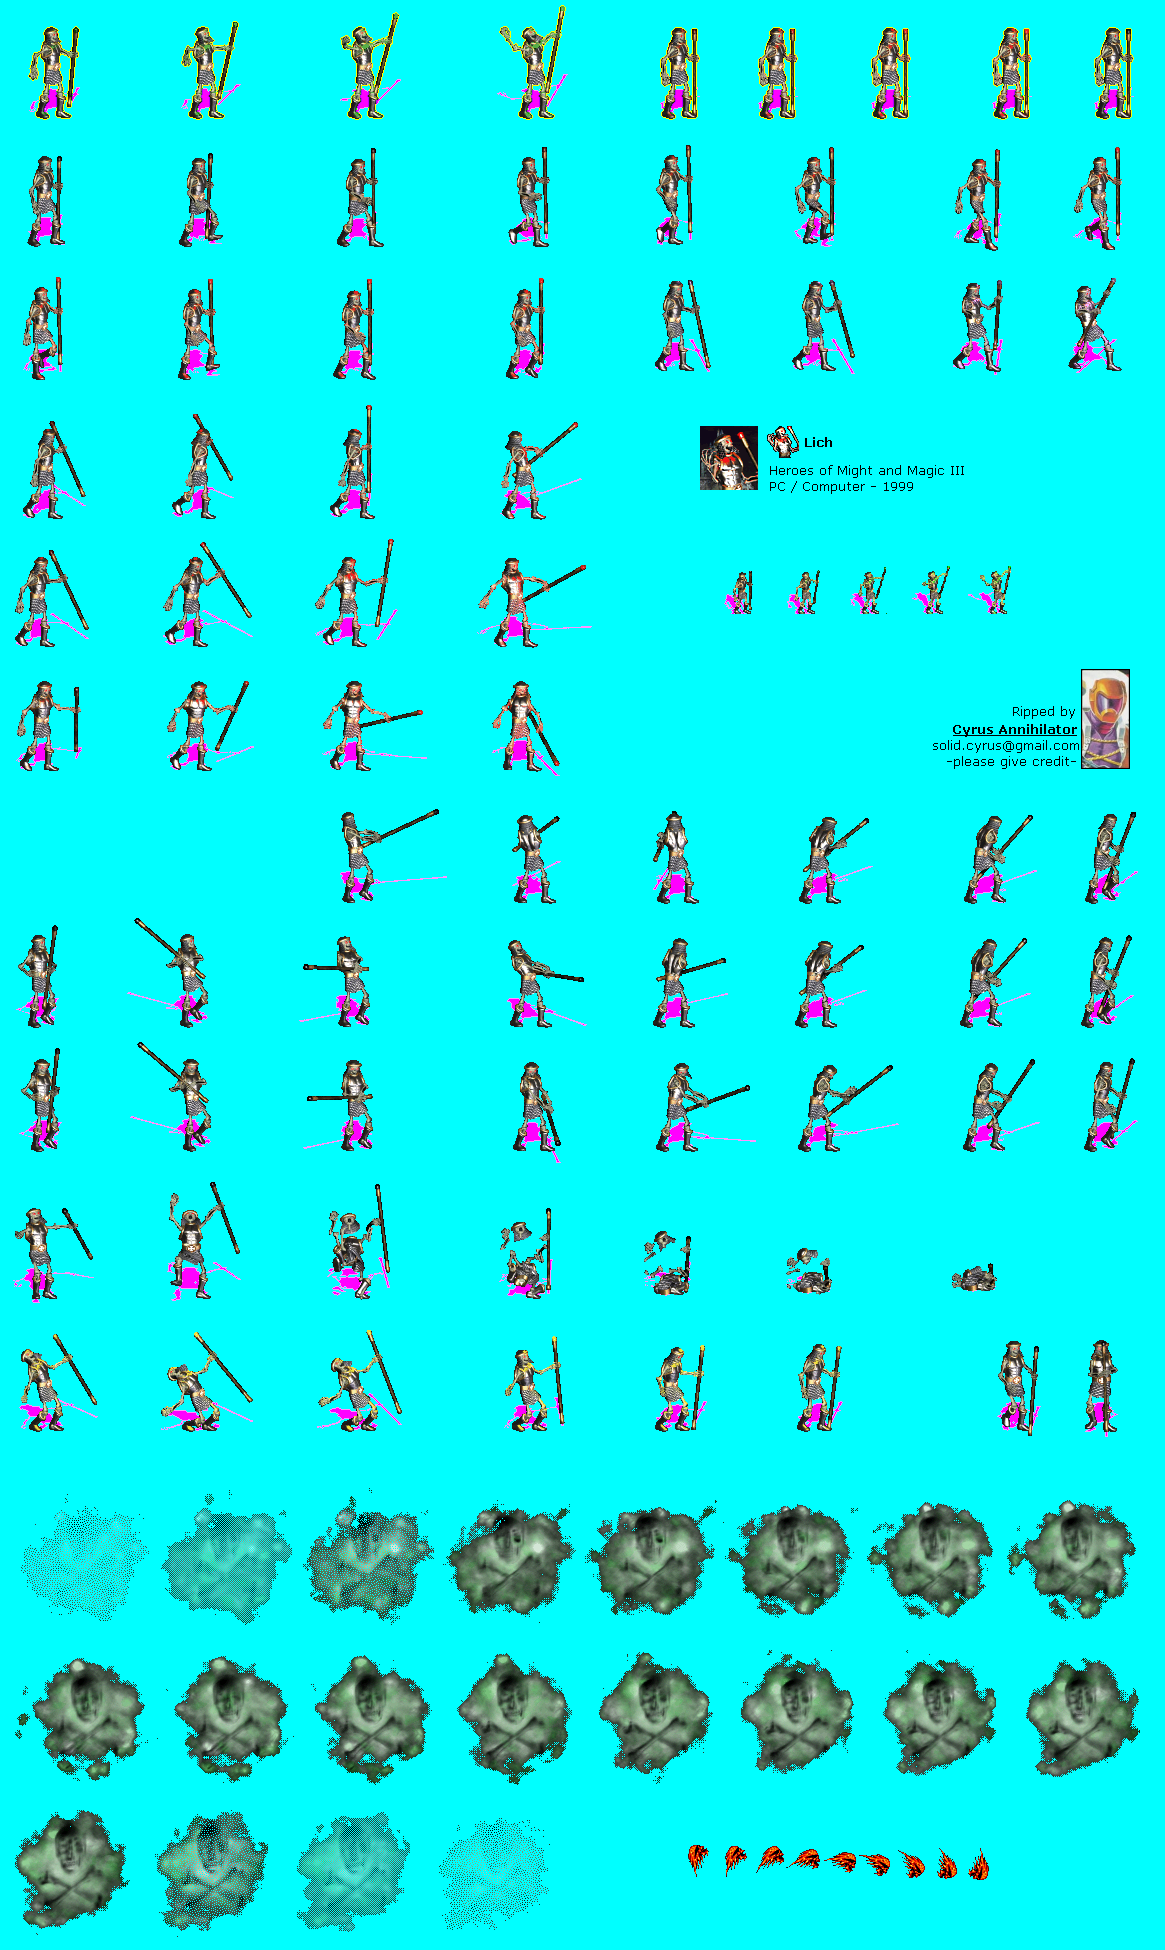 Lich
Heroes of Might and Magic III
PC / Computer - 1999
Ripped by
Cyrus Annihilator
solid.cyrus@gmail.com
-please give credit-